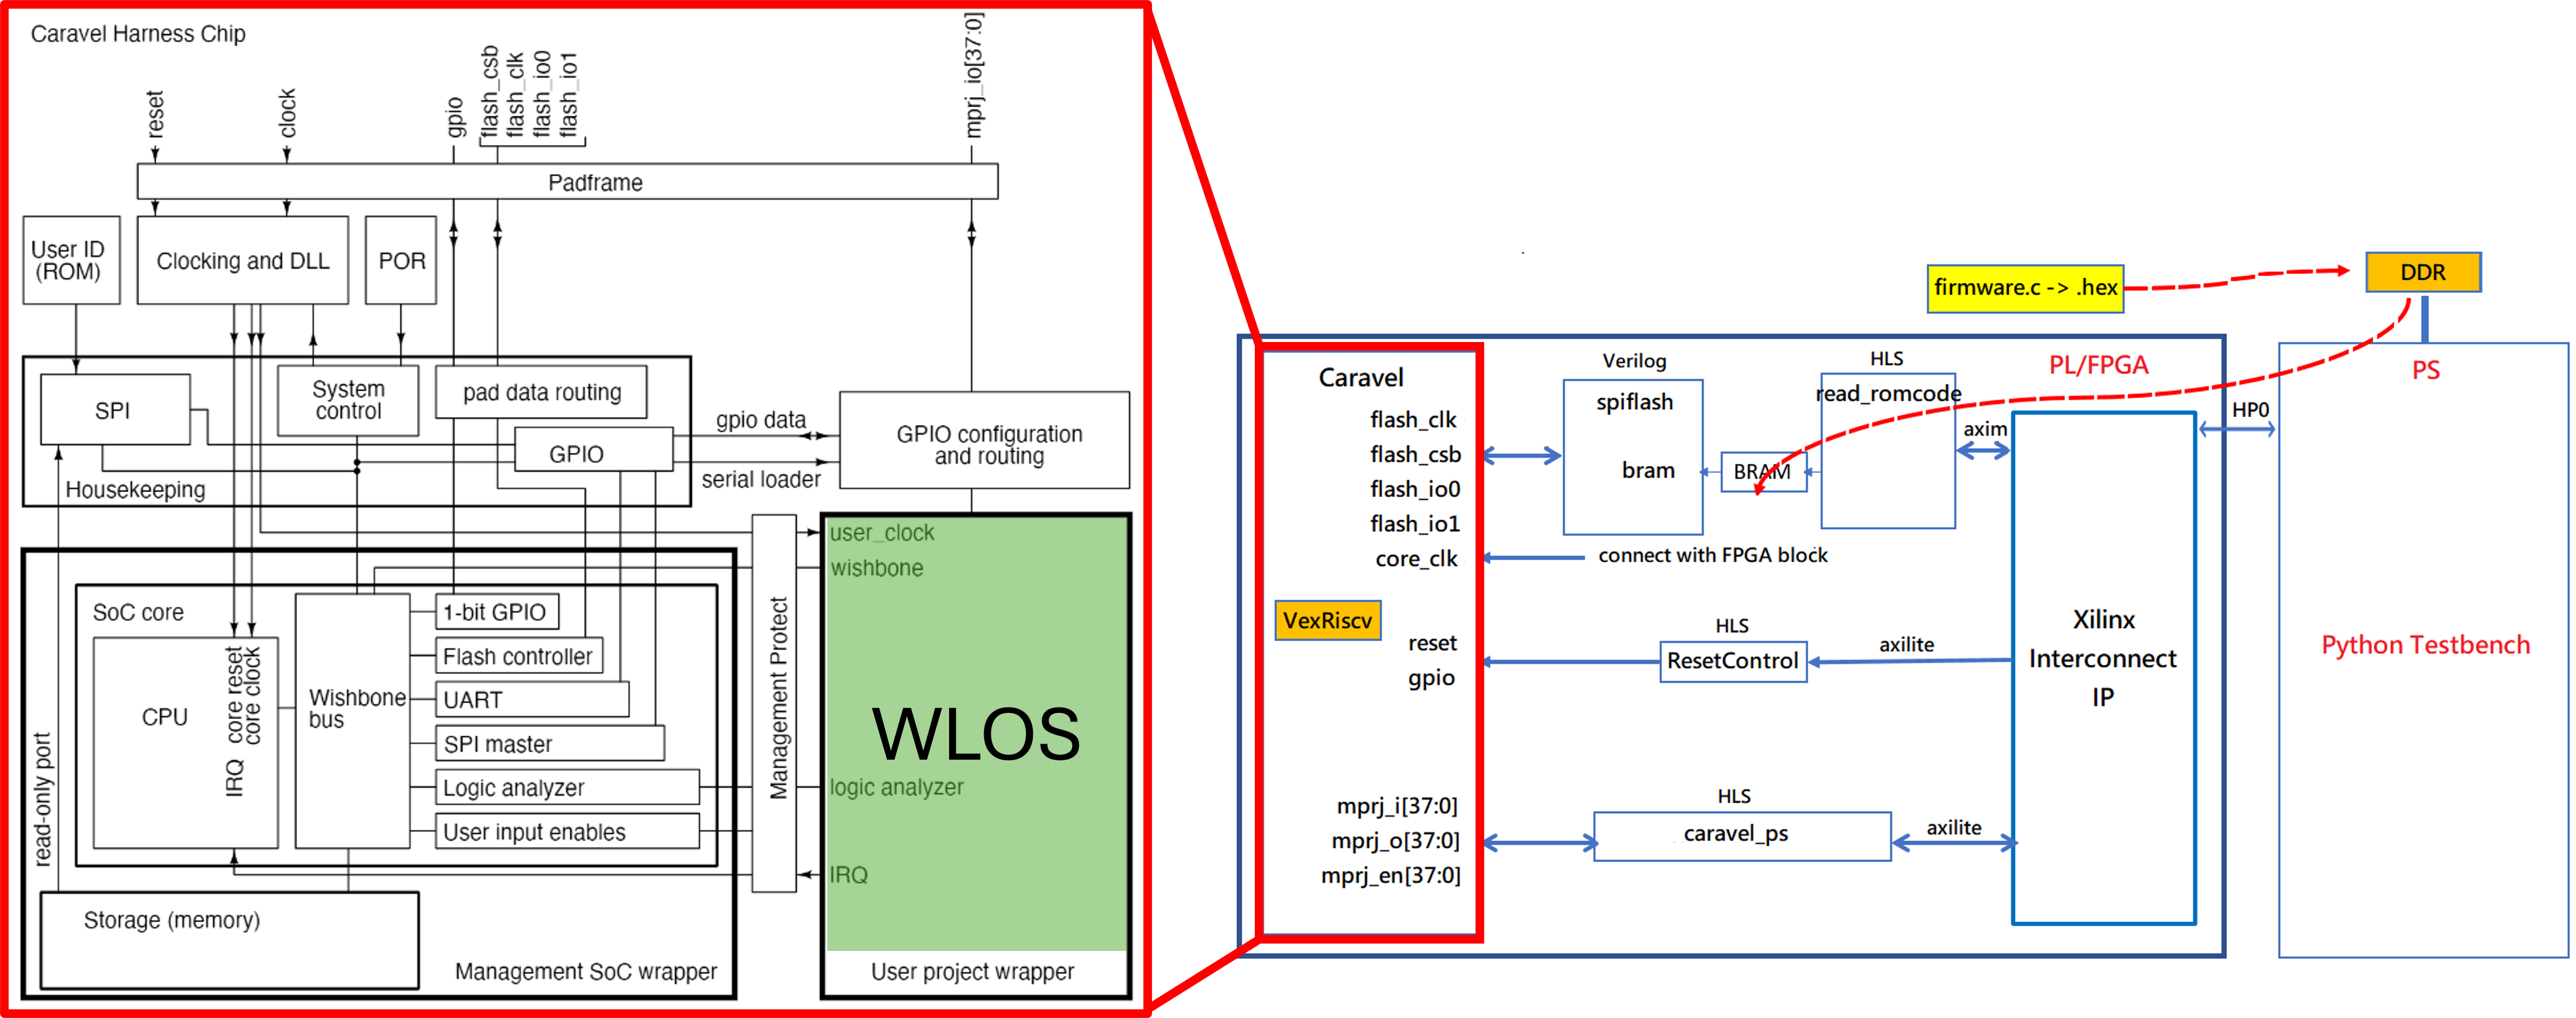 Caravel Harness Chip
reset
clock
gpio
flash_csb
flash_clk
flash_io0
flash_io1
mprj_io[37:0]
Padframe
User ID
(ROM)
Clocking and DLL
POR
SPI
System
control
pad data routing
GPIO
Housekeeping
gpio data
serial loader
GPIO configuration
and routing
read-only port
SoC core
CPU
IRQ
core reset
core clock
Wishbone
bus
1-bit GPIO
Flash controller
UART
SPI master
Logic analyzer
User input enables
Storage (memory)
Management SoC wrapper
Management Protect
user_clock
wishbone
WLOS
logic analyzer
IRQ
User project wrapper
Caravel
flash_clk
flash_csb
flash_io0
flash_io1
core_clk
VexRiscv
reset
gpio
mprj_i[37:0]
mprj_o[37:0]
mprj_en[37:0]
Verilog
spiflash
bram
BRAM
HLS
read_romcode
axim
connect with FPGA block
HLS
ResetControl
axilite
HLS
caravel_ps
axilite
PL/FPGA
Xilinx
Interconnect
IP
firmware.c -> .hex
DDR
HP0
PS
Python Testbench